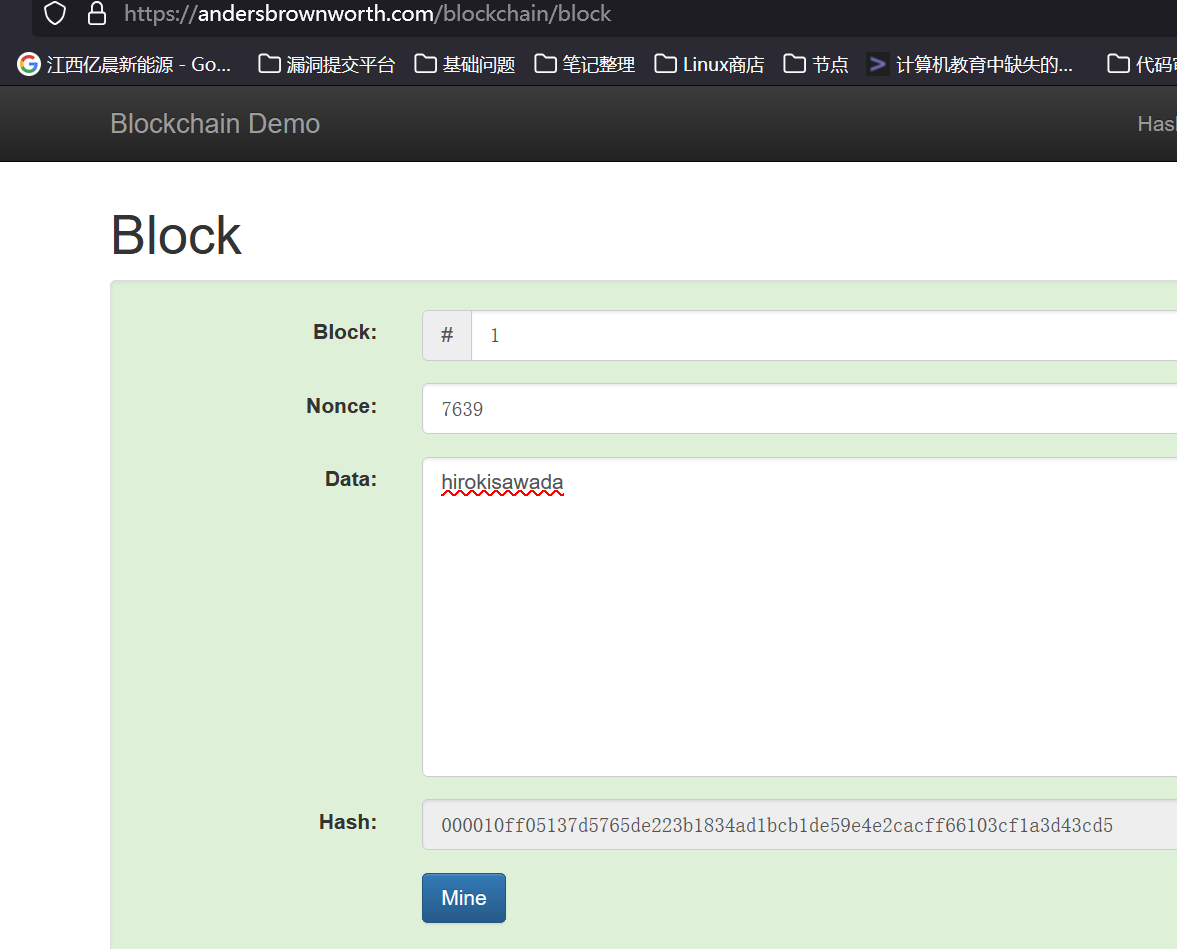 https://andersbrownworth.com/blockchain/block
江西亿晨新能源 - Go... 漏洞提交平台 基础问题 笔记整理 Linux商店 节点 计算机教育中缺失的... 代码
Blockchain Demo Has
Block
Block: # 1
Nonce: 7639
Data: hirokisawada
Hash: 000010ff05137d5765de223b1834ad1bcb1de59e4e2cacff66103cf1a3d43cd5
Mine